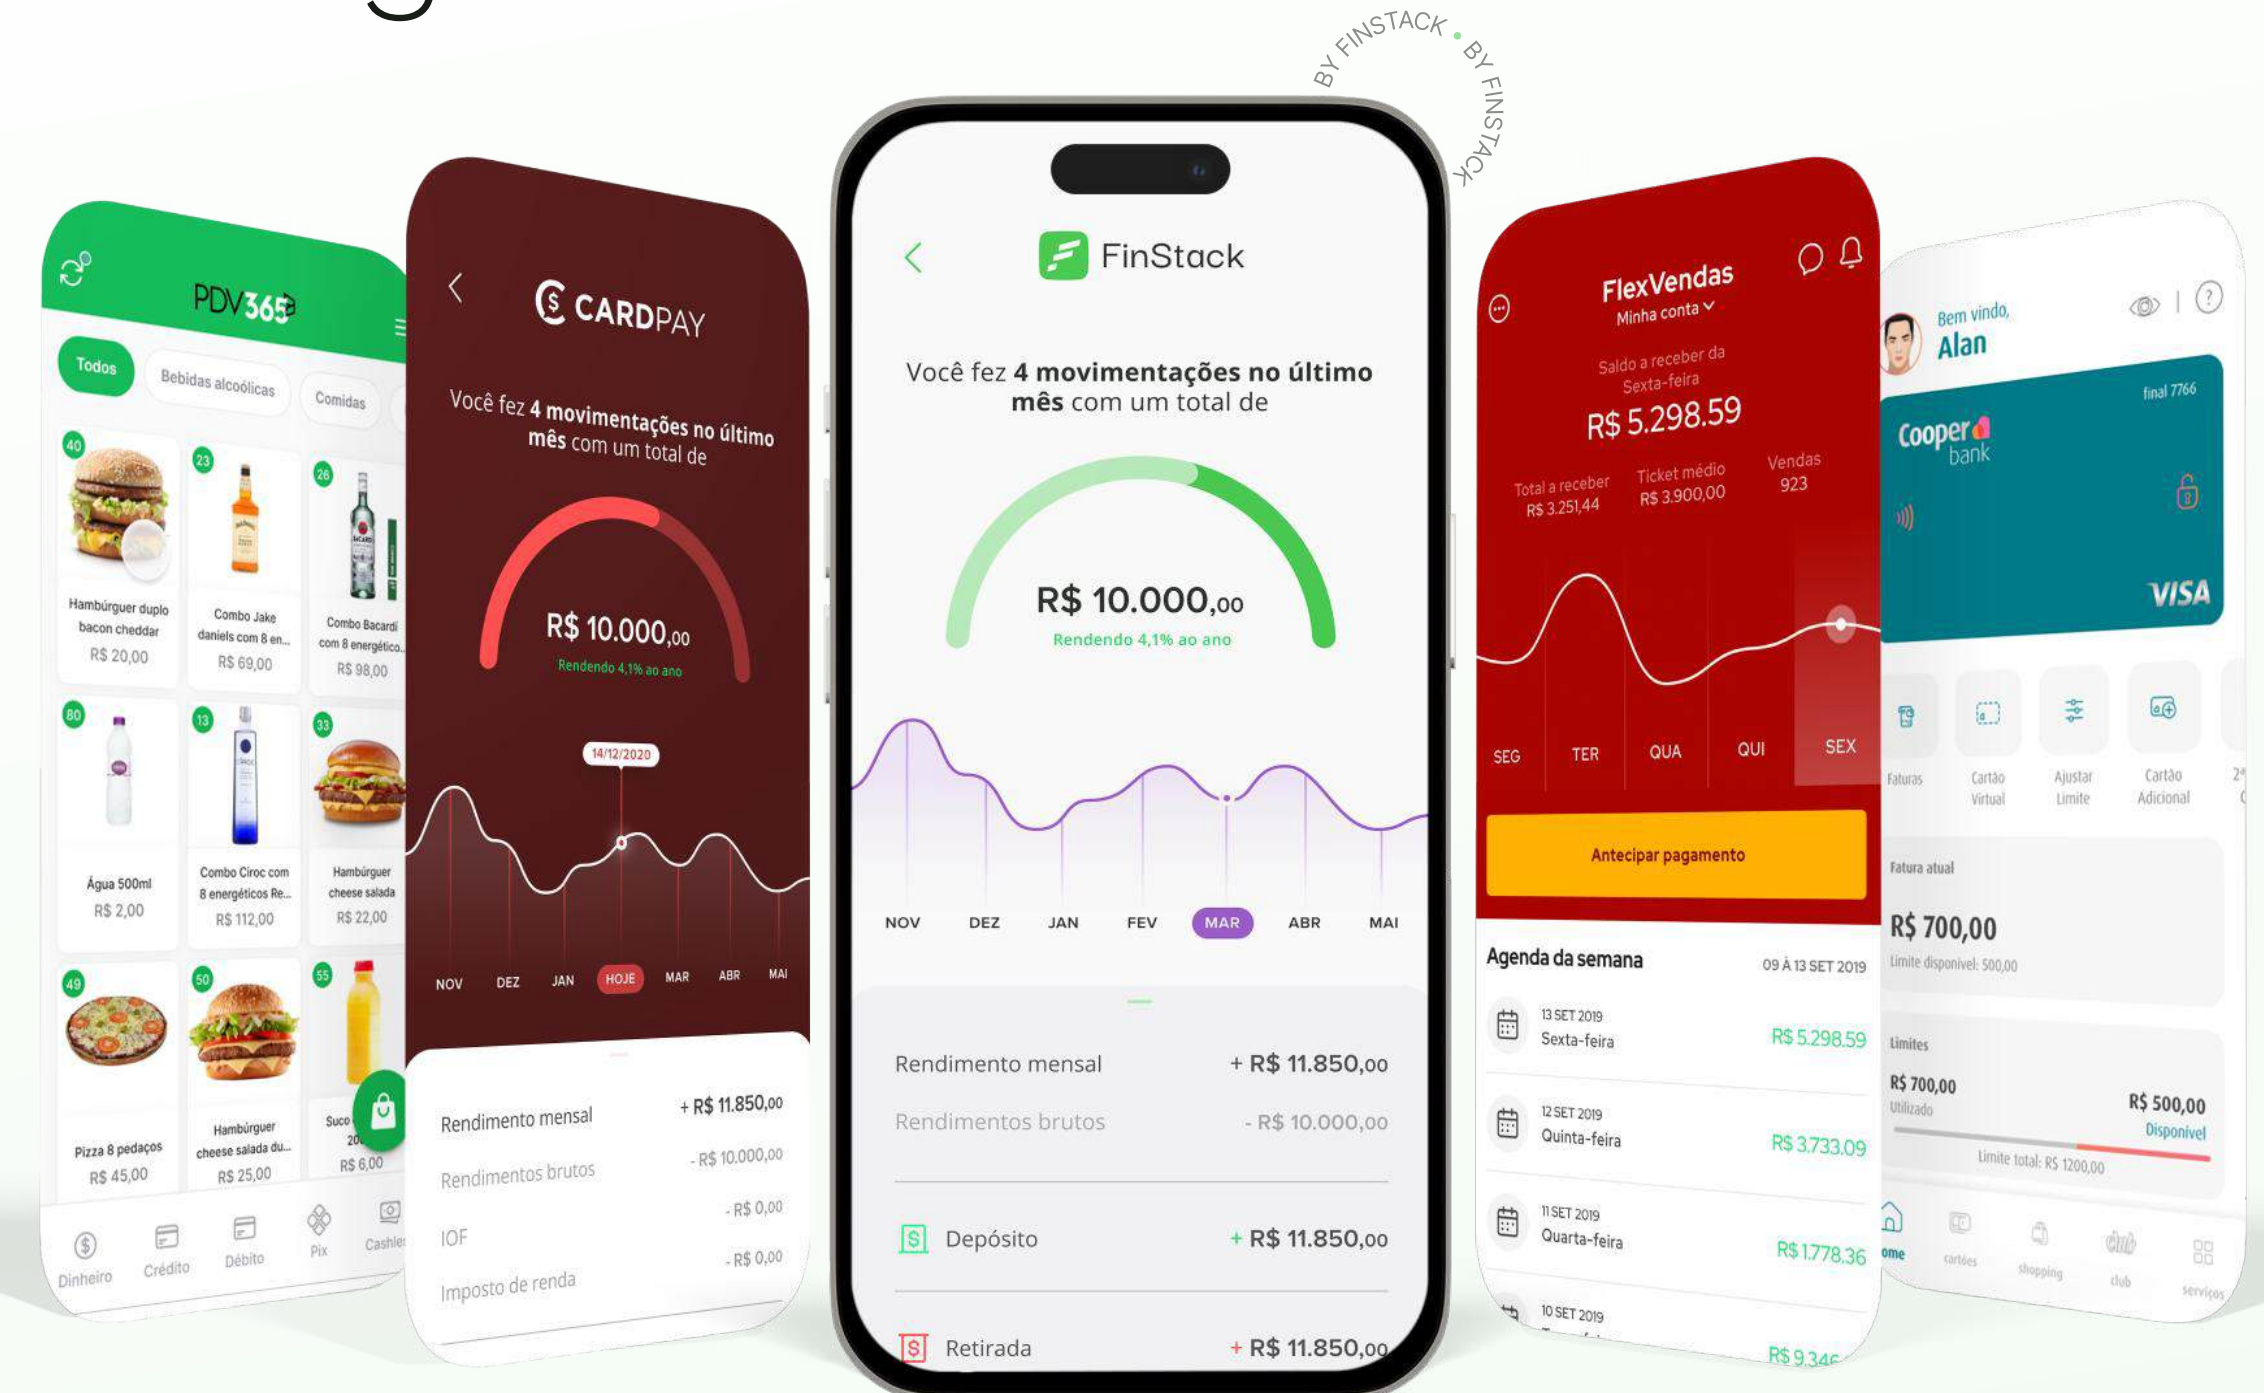 BY FINSTACK • BY FINSTACK
PDV365
Todos
Bebidas alcoólicas
Comidas
40
23
26
Hambúrguer duplo
bacon cheddar
R$ 20,00
Combo Jake
daniels com 8 en...
R$ 69,00
Combo Bacardi
com 8 energético..
R$ 98,00
80
13
33
Água 500ml
R$ 2,00
Combo Ciroc com
8 energéticos Re...
R$ 112,00
Hambúrguer
cheese salada
R$ 22,00
49
50
55
Pizza 8 pedaços
R$ 45,00
Hambúrguer
cheese salada du...
R$ 25,00
Suco
R$ 6,00
Dinheiro
Crédito
Débito
Pix
CARDPAY
Você fez 4 movimentações no último
mês com um total de
R$ 10.000,00
Rendendo 4,1% ao ano
14/12/2020
NOV DEZ JAN HOJE MAR ABR MAI
Rendimento mensal + R$ 11.850,00
Rendimentos brutos - R$ 10.000,00
IOF - R$ 0,00
Imposto de renda - R$ 0,00
FinStack
Você fez 4 movimentações no último
mês com um total de
R$ 10.000,00
Rendendo 4,1% ao ano
NOV DEZ JAN FEV MAR ABR MAI
Rendimento mensal + R$ 11.850,00
Rendimentos brutos - R$ 10.000,00
Depósito + R$ 11.850,00
Retirada + R$ 11.850,00
FlexVendas
Minha conta
Saldo a receber da
Sexta-feira
R$ 5.298.59
Total a receber
R$ 3.251,44
Ticket médio
R$ 3.900,00
Vendas
923
SEG TER QUA QUI SEX
Antecipar pagamento
Agenda da semana 09 À 13 SET 2019
13 SET 2019
Sexta-feira
R$ 5.298.59
12 SET 2019
Quinta-feira
R$ 3.733.09
11 SET 2019
Quarta-feira
R$ 1.778.36
10 SET 2019
R$ 9.346
Bem vindo,
Alan
?
final 7766
Cooper
bank
VISA
Faturas
Cartão
Virtual
Ajustar
Limite
Cartão
Adicional
Fatura atual
R$ 700,00
Limite disponível: 500,00
Limites
R$ 700,00
Utilizado
R$ 500,00
Disponível
Limite total: R$ 1200,00
ome
cartões
shopping
club
club
serviços